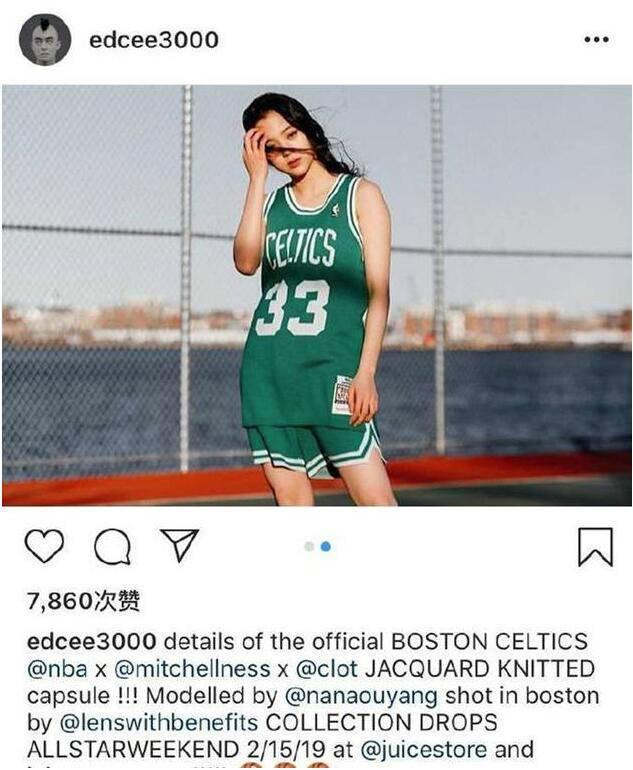 edcee3000
CELTICS
33
7,860次赞
edcee3000 details of the official BOSTON CELTICS
@nba x @mitchellness x @clot JACQUARD KNITTED
capsule !!! Modelled by @nanaouyang shot in boston
by @lenswithbenefits COLLECTION DROPS
ALLSTARWEEKEND 2/15/19 at @juicestore and